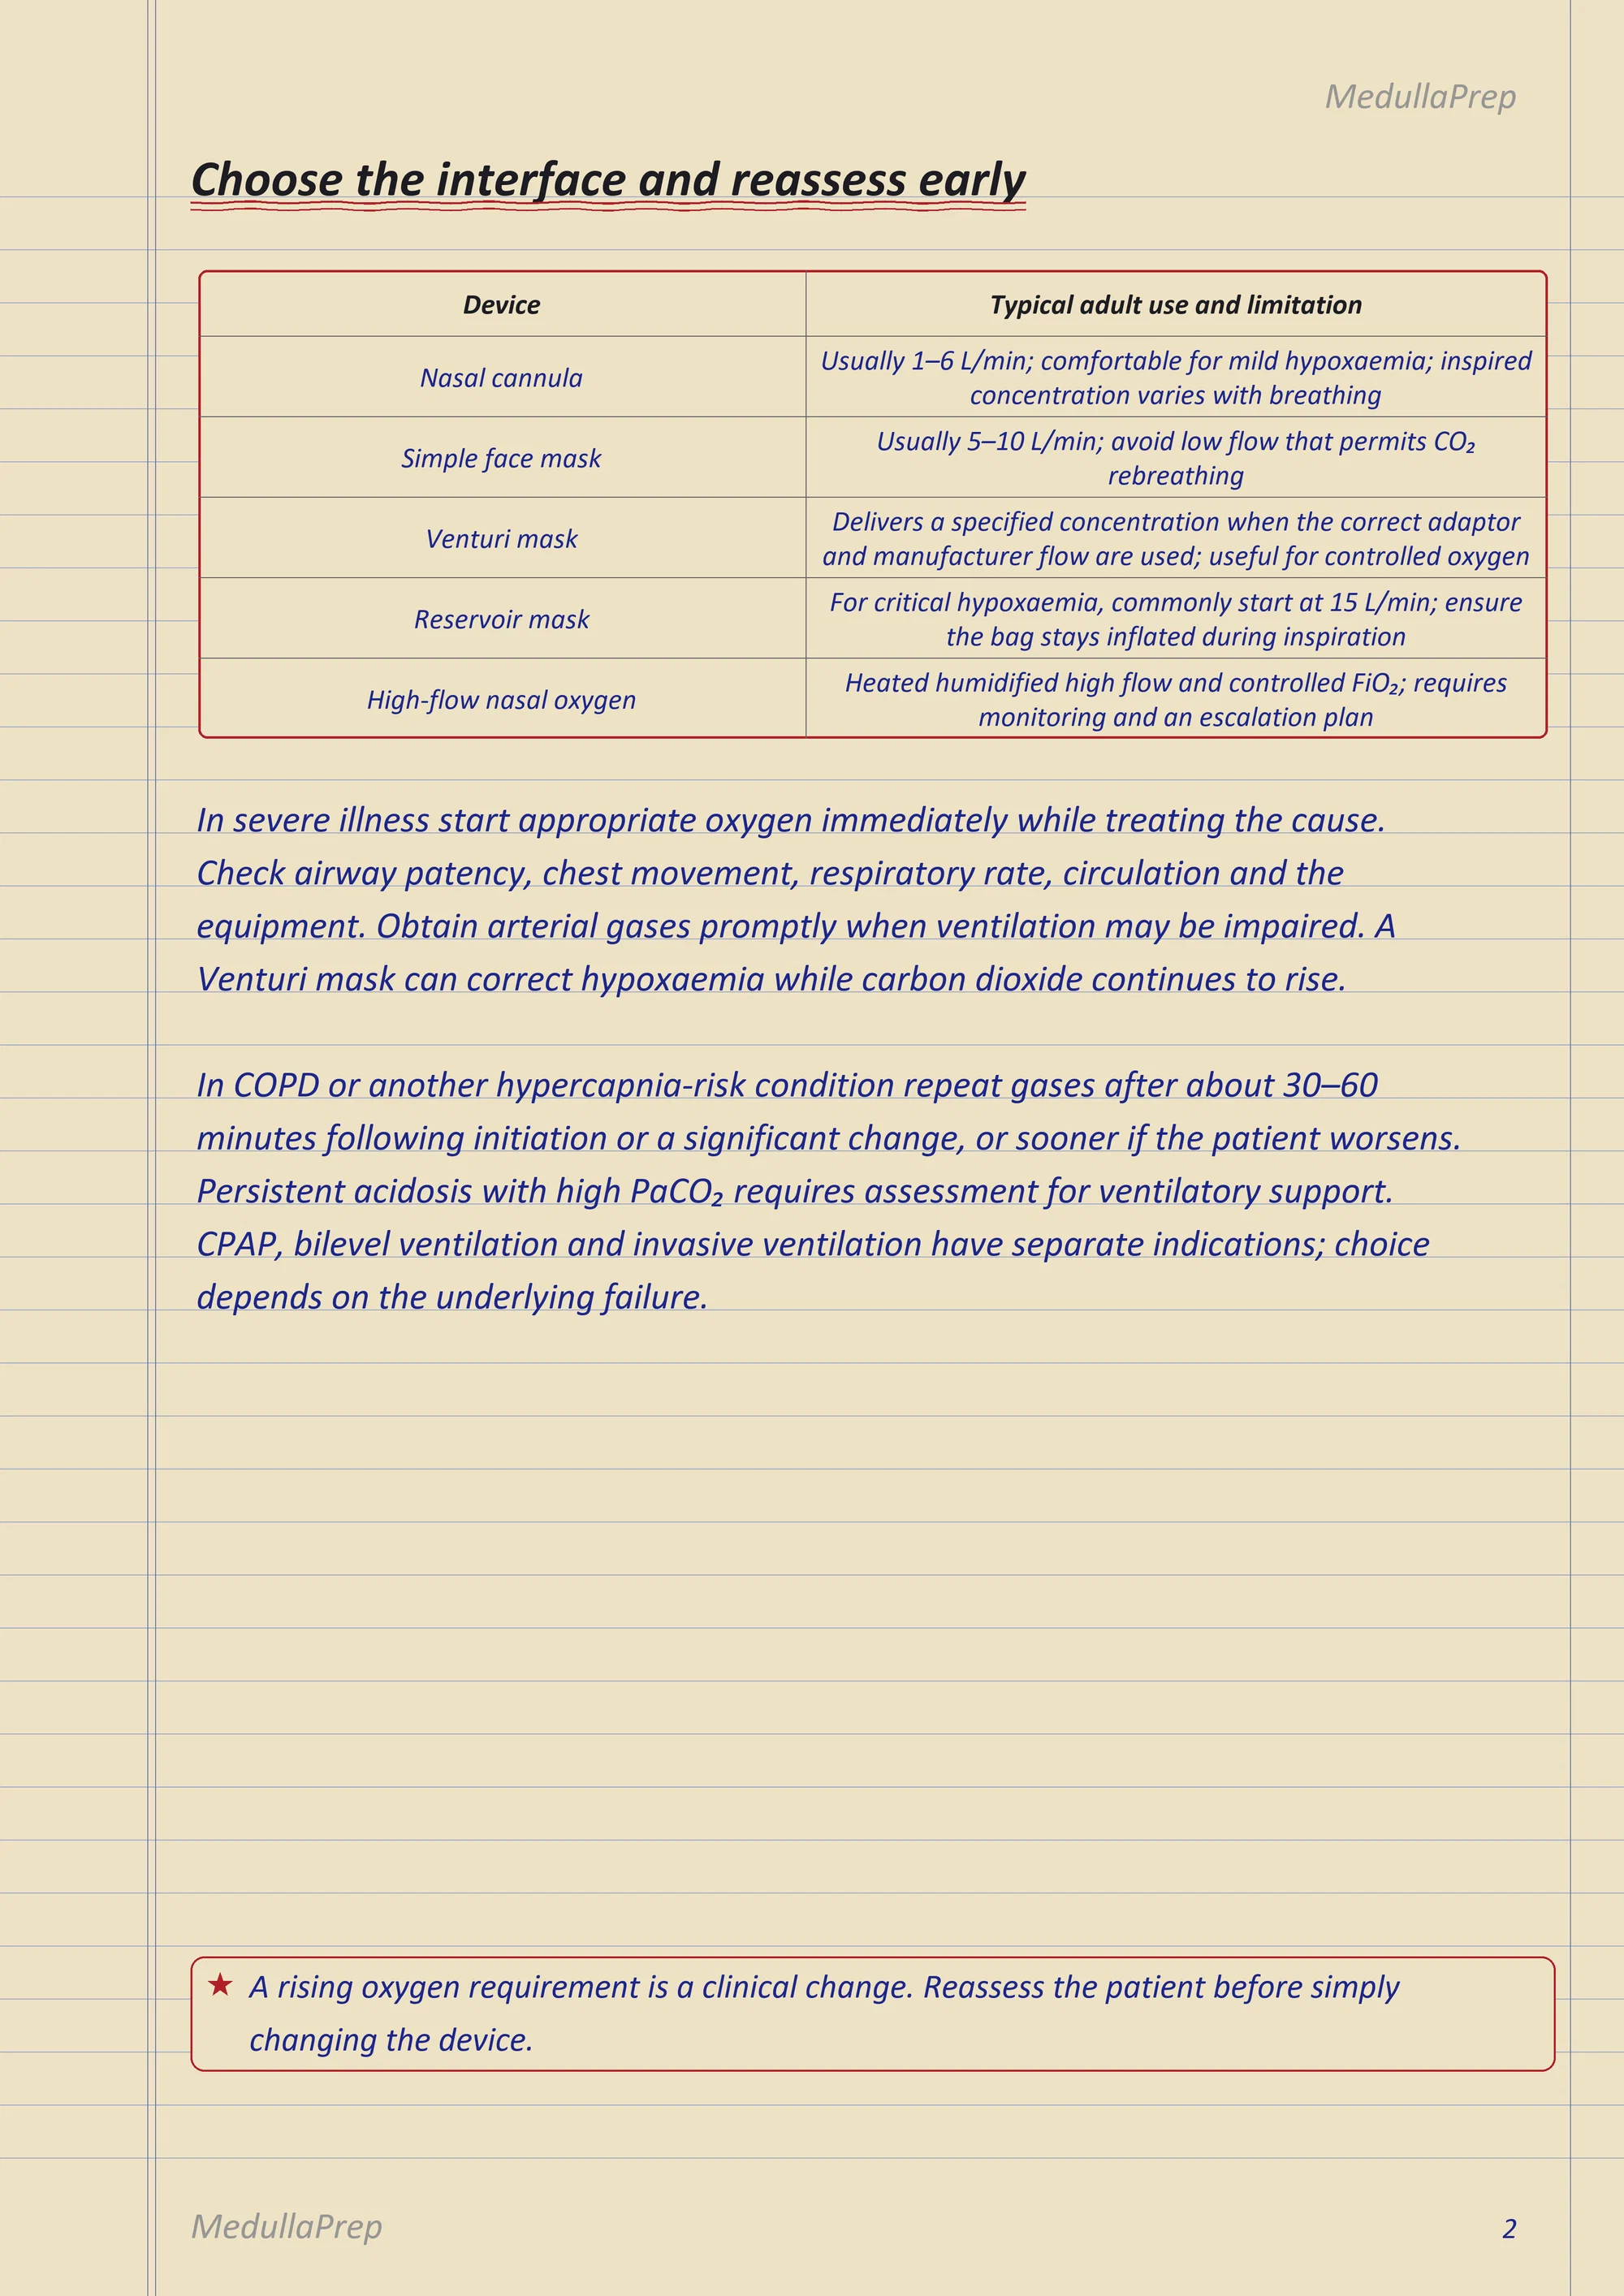 MedullaPrep
Choose the interface and reassess early
Device
Typical adult use and limitation
Nasal cannula
Usually 1–6 L/min; comfortable for mild hypoxaemia; inspired
concentration varies with breathing
Simple face mask
Usually 5–10 L/min; avoid low flow that permits CO₂
rebreathing
Venturi mask
Delivers a specified concentration when the correct adaptor
and manufacturer flow are used; useful for controlled oxygen
Reservoir mask
For critical hypoxaemia, commonly start at 15 L/min; ensure
the bag stays inflated during inspiration
High-flow nasal oxygen
Heated humidified high flow and controlled FiO₂; requires
monitoring and an escalation plan
In severe illness start appropriate oxygen immediately while treating the cause.
Check airway patency, chest movement, respiratory rate, circulation and the
equipment. Obtain arterial gases promptly when ventilation may be impaired. A
Venturi mask can correct hypoxaemia while carbon dioxide continues to rise.
In COPD or another hypercapnia-risk condition repeat gases after about 30–60
minutes following initiation or a significant change, or sooner if the patient worsens.
Persistent acidosis with high PaCO₂ requires assessment for ventilatory support.
CPAP, bilevel ventilation and invasive ventilation have separate indications; choice
depends on the underlying failure.
★ A rising oxygen requirement is a clinical change. Reassess the patient before simply
changing the device.
MedullaPrep
2